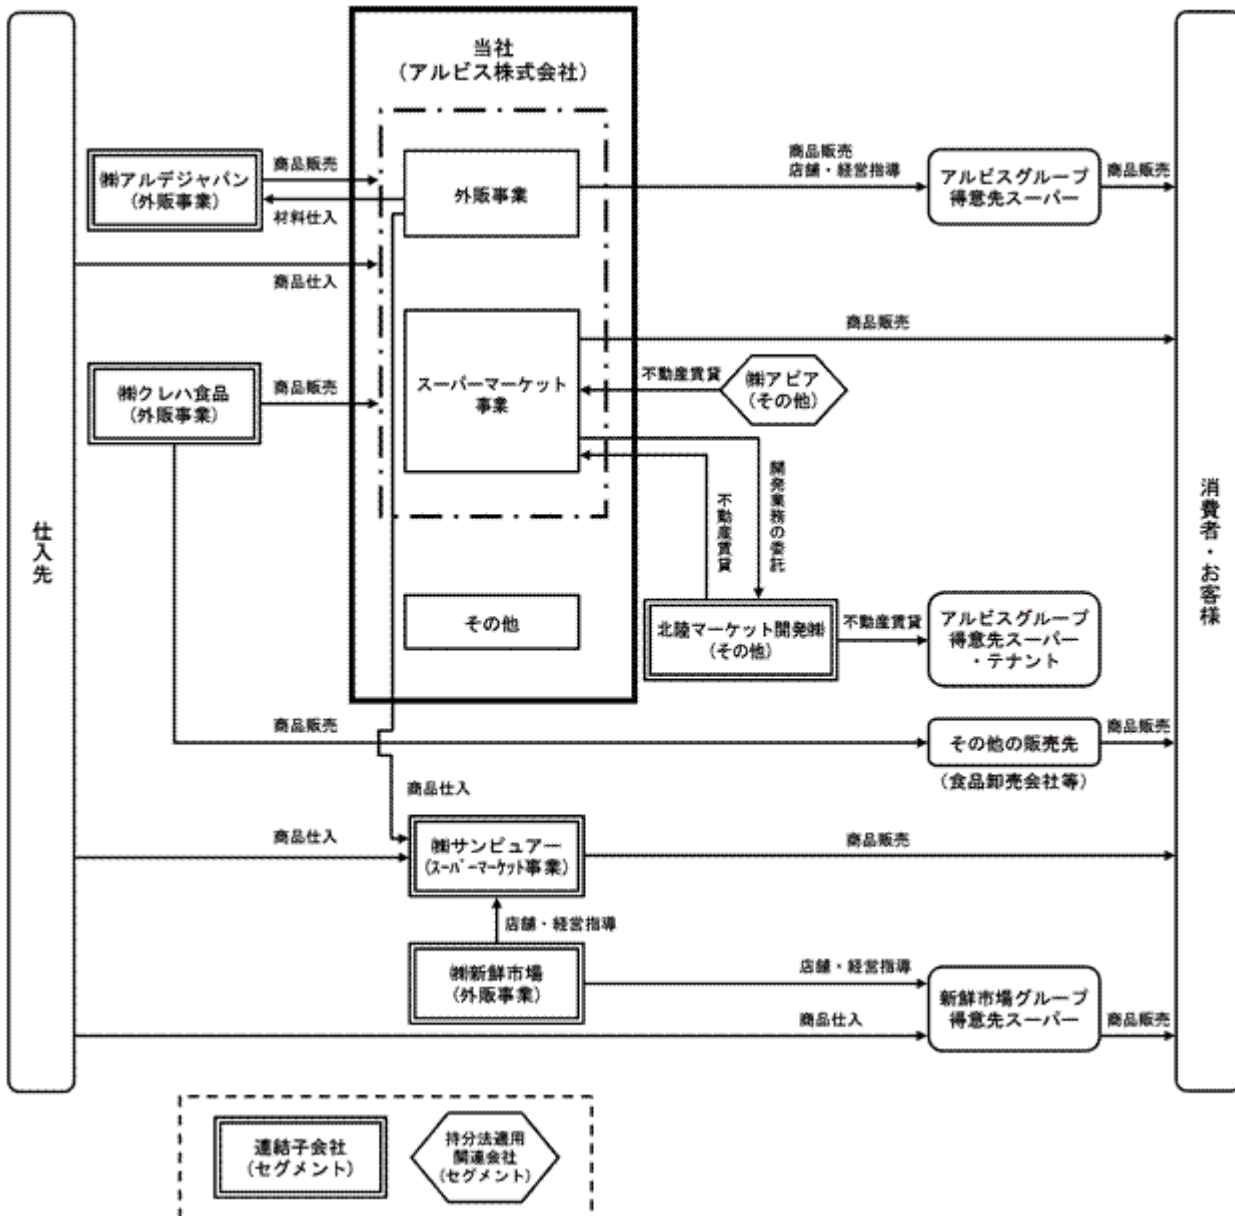 当社
(アルビス株式会社)
㈱アルデジャパン
(外販事業)
商品販売
材料仕入
外販事業
商品販売
店舗・経営指導
アルビスグループ
得意先スーパー
商品販売
商品仕入
商品販売
㈱クレハ食品
(外販事業)
商品販売
スーパーマーケット
事業
不動産賃貸
㈱アピア
(その他)
不動産賃貸
開発業務の委託
仕入先
消費者・お客様
その他
北陸マーケット開発㈱
(その他)
不動産賃貸
アルビスグループ
得意先スーパー
・テナント
商品販売
その他の販売先
(食品卸売会社等)
商品販売
商品仕入
商品仕入
㈱サンピュアー
(スーパーマーケット事業)
商品販売
店舗・経営指導
㈱新鮮市場
(外販事業)
店舗・経営指導
商品仕入
新鮮市場グループ
得意先スーパー
商品販売
連結子会社
(セグメント)
持分法適用
関連会社
(セグメント)